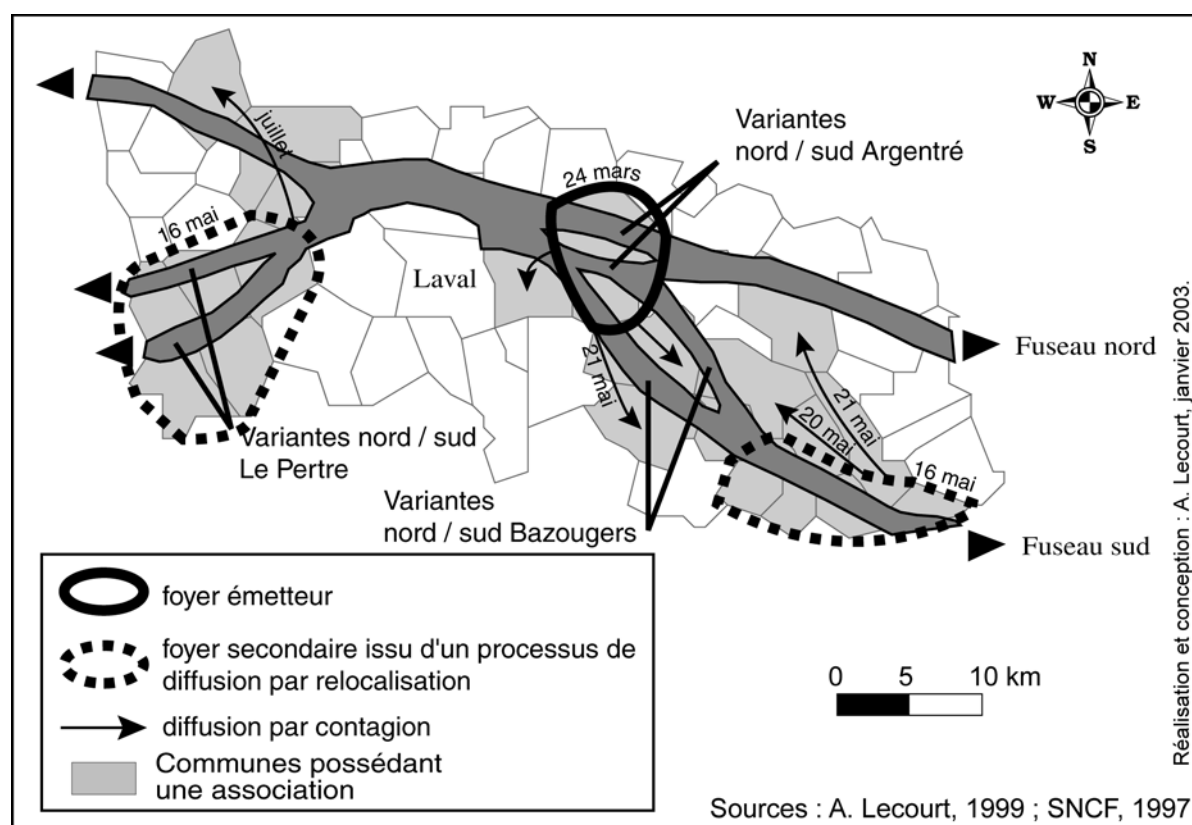 N
W
E
S
Variantes
nord / sud Argentré
juillet
24 mars
16 mai
Laval
Fuseau nord
21 mai
21 mai
20 mai
16 mai
Variantes nord / sud
Le Pertre
Variantes
nord / sud Bazougers
Fuseau sud
foyer émetteur
foyer secondaire issu d'un processus de
diffusion par relocalisation
diffusion par contagion
Communes possédant
une association
0 5 10 km
Sources : A. Lecourt, 1999 ; SNCF, 1997
Réalisation et conception : A. Lecourt, janvier 2003.